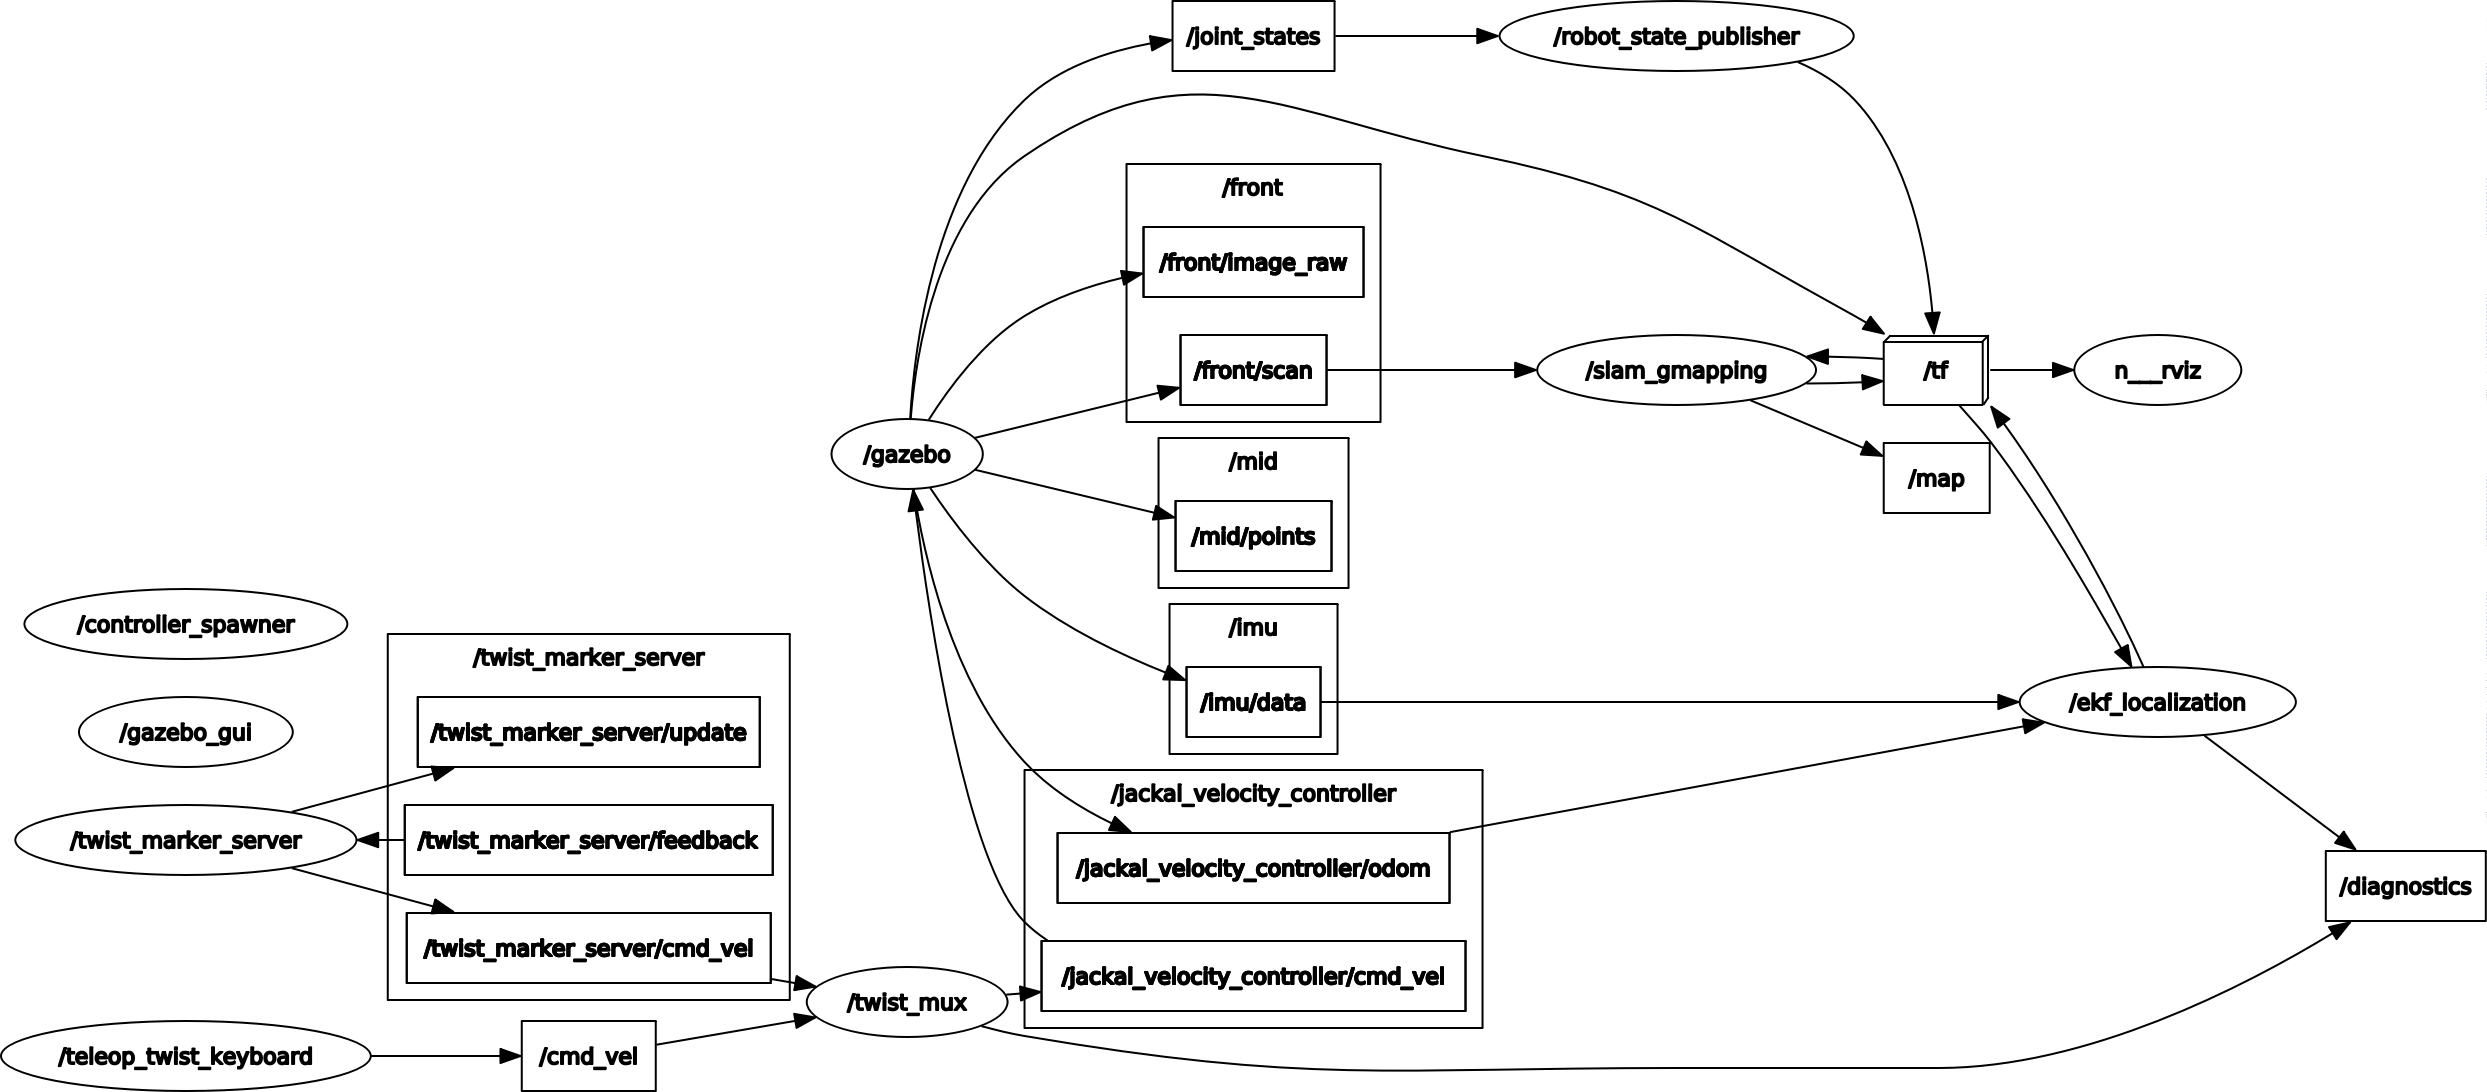 /joint_states
/robot_state_publisher
/front
/front/image_raw
/front/scan
/slam_gmapping
/tf
n___rviz
/gazebo
/mid
/map
/mid/points
/controller_spawner
/imu
/twist_marker_server
/imu/data
/ekf_localization
/gazebo_gui
/twist_marker_server/update
/jackal_velocity_controller
/twist_marker_server
/twist_marker_server/feedback
/jackal_velocity_controller/odom
/diagnostics
/twist_marker_server/cmd_vel
/jackal_velocity_controller/cmd_vel
/twist_mux
/teleop_twist_keyboard
/cmd_vel